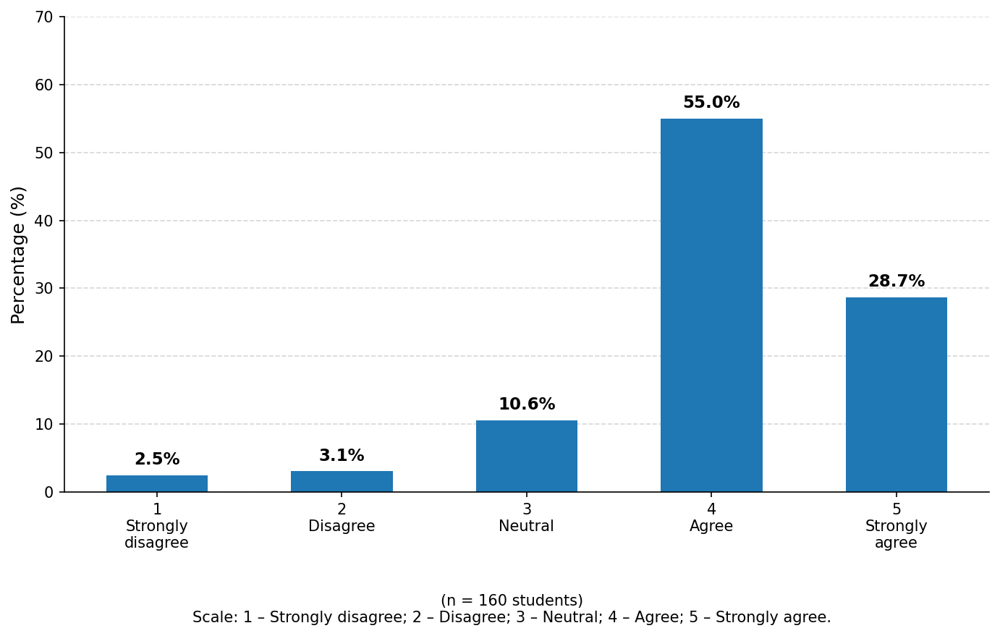 70
60
50
40
30
20
10
0
Percentage (%)
2.5%
3.1%
10.6%
55.0%
28.7%
1
Strongly
disagree
2
Disagree
3
Neutral
4
Agree
5
Strongly
agree
(n = 160 students)
Scale: 1 – Strongly disagree; 2 – Disagree; 3 – Neutral; 4 – Agree; 5 – Strongly agree.